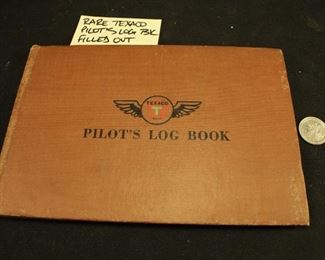 RARE TEXACO
PILOT'S LOG BK
FILLED OUT
TEXACO
T
PILOT'S LOG BOOK